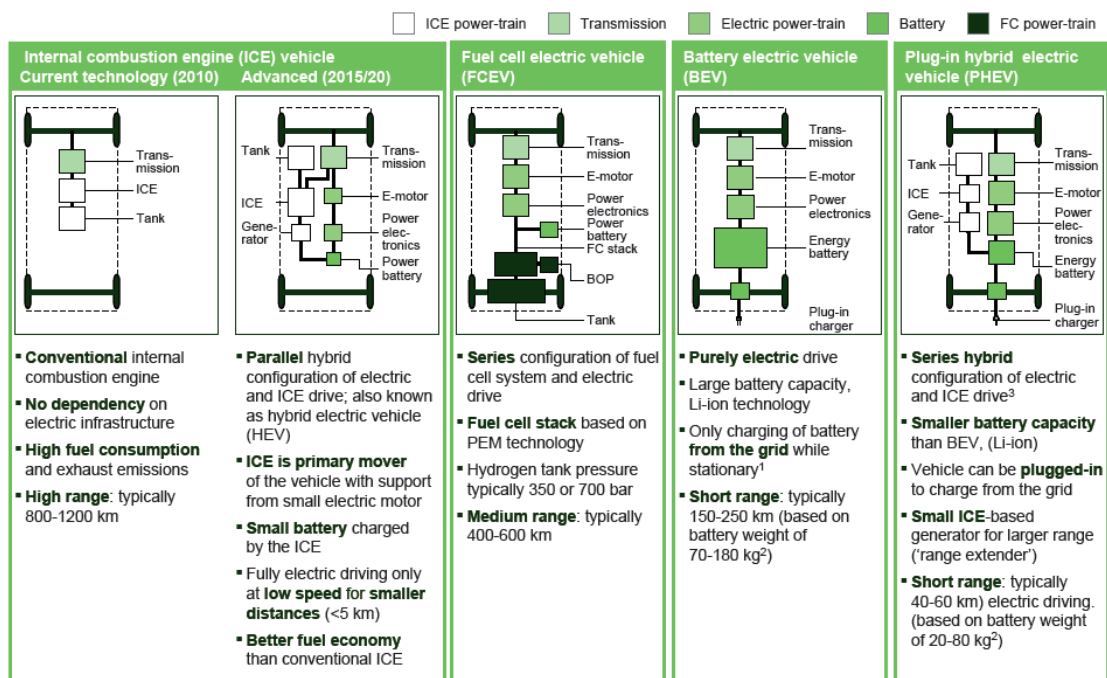 ICE power-train Transmission Electric power-train Battery FC power-train
Internal combustion engine (ICE) vehicle
Current technology (2010) Advanced (2015/20)
Trans-
mission
ICE
Tank
▪ Conventional internal
combustion engine
▪ No dependency on
electric infrastructure
▪ High fuel consumption
and exhaust emissions
▪ High range: typically
800-1200 km
Tank
ICE
Gene-
rator
Trans-
mission
E-motor
Power
elec-
tronics
Power
battery
▪ Parallel hybrid
configuration of electric
and ICE drive; also known
as hybrid electric vehicle
(HEV)
▪ ICE is primary mover
of the vehicle with support
from small electric motor
▪ Small battery charged
by the ICE
▪ Fully electric driving only
at low speed for smaller
distances (<5 km)
▪ Better fuel economy
than conventional ICE
Fuel cell electric vehicle
(FCEV)
Trans-
mission
E-motor
Power
electronics
Power
battery
FC stack
BOP
Tank
▪ Series configuration of fuel
cell system and electric
drive
▪ Fuel cell stack based on
PEM technology
▪ Hydrogen tank pressure
typically 350 or 700 bar
▪ Medium range: typically
400-600 km
Battery electric vehicle
(BEV)
Trans-
mission
E-motor
Power
electronics
Energy
battery
Plug-in
charger
▪ Purely electric drive
▪ Large battery capacity,
Li-ion technology
▪ Only charging of battery
from the grid while
stationary¹
▪ Short range: typically
150-250 km (based on
battery weight of
70-180 kg²)
Plug-in hybrid electric
vehicle (PHEV)
Tank
ICE
Gene-
rator
Trans-
mission
E-motor
Power
elec-
tronics
Energy
battery
Plug-in
charger
▪ Series hybrid
configuration of electric
and ICE drive³
▪ Smaller battery capacity
than BEV, (Li-ion)
▪ Vehicle can be plugged-in
to charge from the grid
▪ Small ICE-based
generator for larger range
(‘range extender’)
▪ Short range: typically
40-60 km) electric driving.
(based on battery weight
of 20-80 kg²)